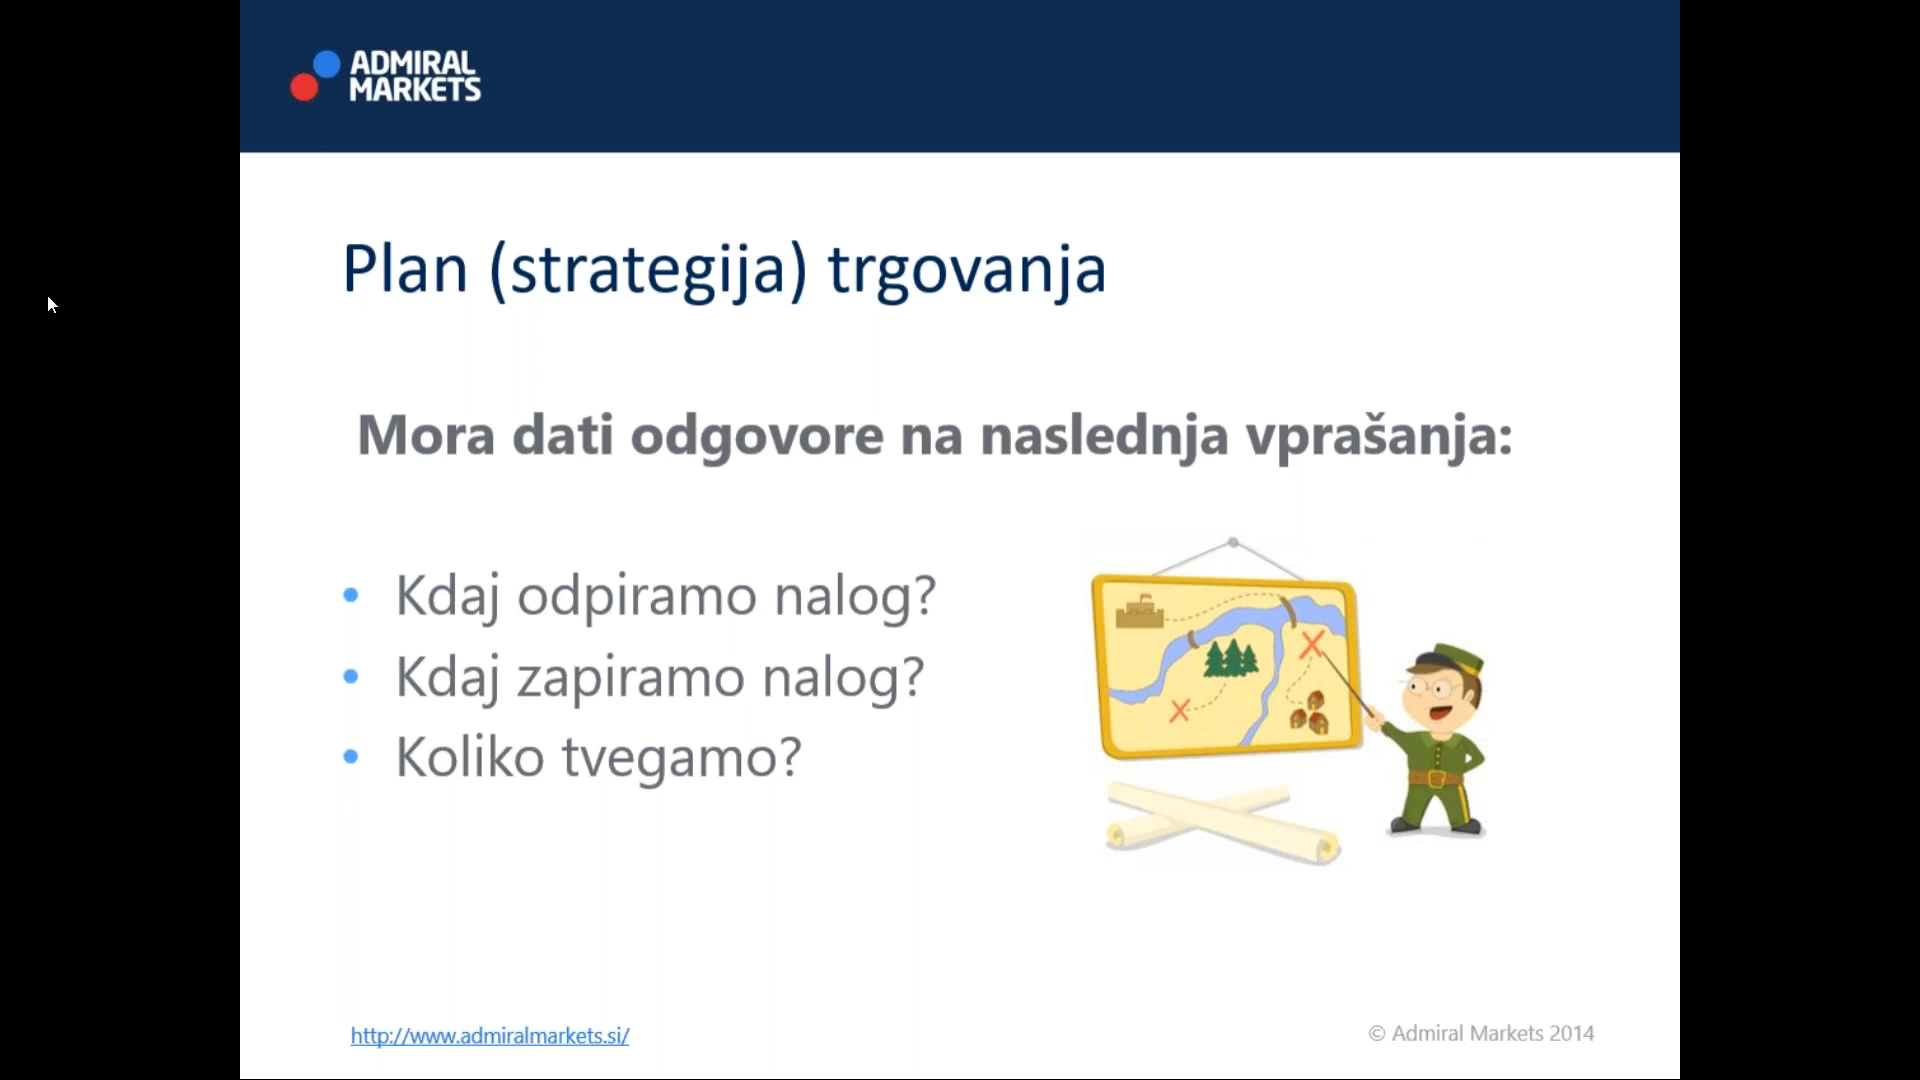 ADMIRAL
MARKETS
Plan (strategija) trgovanja
Mora dati odgovore na naslednja vprašanja:
• Kdaj odpiramo nalog?
• Kdaj zapiramo nalog?
• Koliko tvegamo?
http://www.admiralmarkets.si/
© Admiral Markets 2014